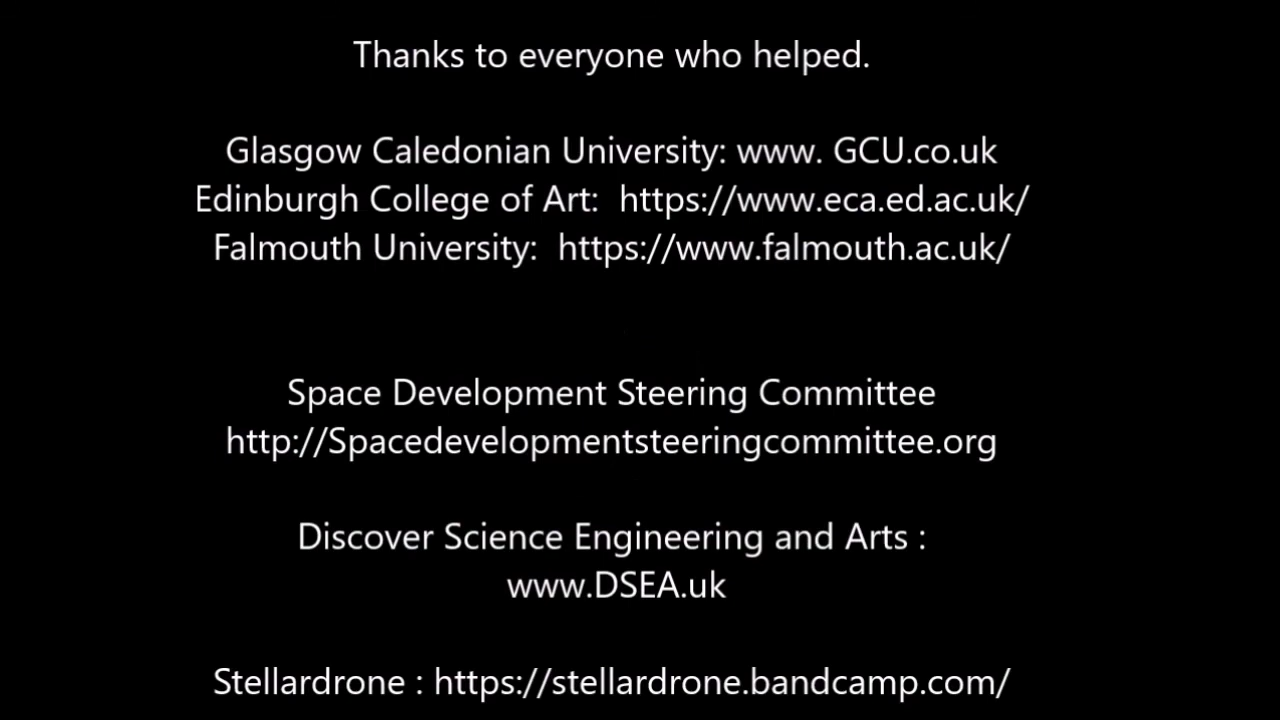 Thanks to everyone who helped.
Glasgow Caledonian University: www. GCU.co.uk
Edinburgh College of Art:  https://www.eca.ed.ac.uk/
Falmouth University:  https://www.falmouth.ac.uk/
Space Development Steering Committee
http://Spacedevelopmentsteeringcommittee.org
Discover Science Engineering and Arts :
www.DSEA.uk
Stellardrone : https://stellardrone.bandcamp.com/